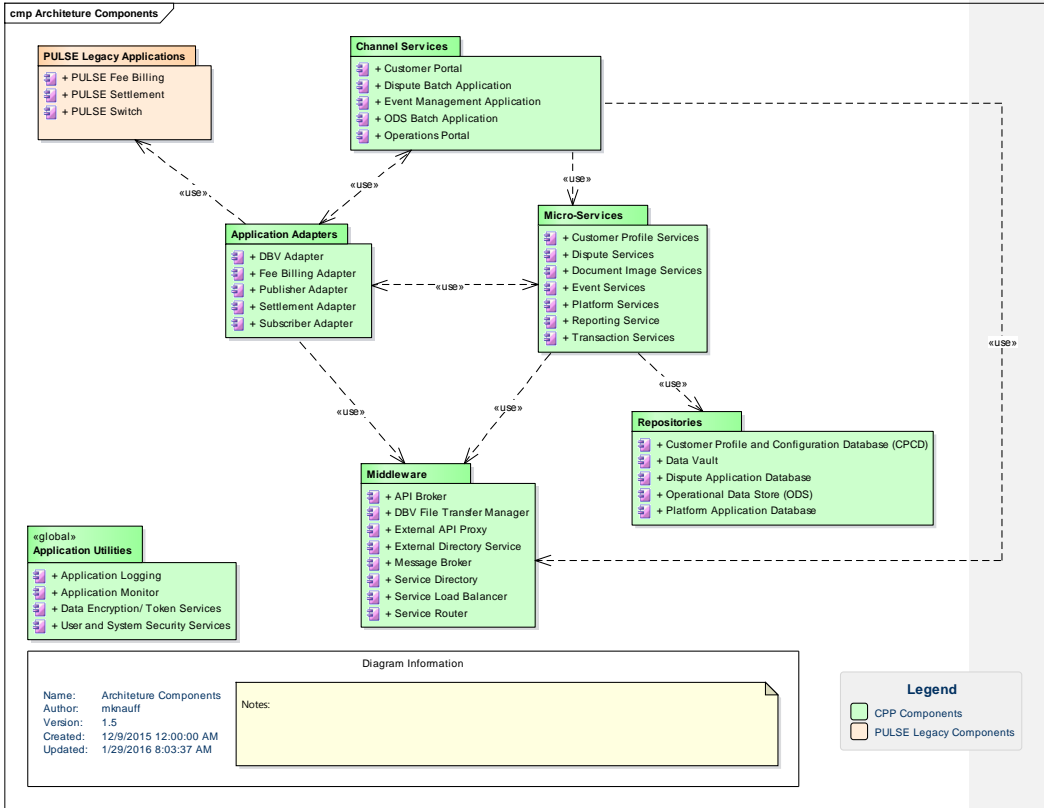 cmp Architeture Components
PULSE Legacy Applications
+ PULSE Fee Billing
+ PULSE Settlement
+ PULSE Switch
Channel Services
+ Customer Portal
+ Dispute Batch Application
+ Event Management Application
+ ODS Batch Application
+ Operations Portal
«use»
«use»
«use»
Application Adapters
+ DBV Adapter
+ Fee Billing Adapter
+ Publisher Adapter
+ Settlement Adapter
+ Subscriber Adapter
«use»
Micro-Services
+ Customer Profile Services
+ Dispute Services
+ Document Image Services
+ Event Services
+ Platform Services
+ Reporting Service
+ Transaction Services
«use»
«use»
«use»
«use»
Repositories
+ Customer Profile and Configuration Database (CPCD)
+ Data Vault
+ Dispute Application Database
+ Operational Data Store (ODS)
+ Platform Application Database
Middleware
+ API Broker
+ DBV File Transfer Manager
+ External API Proxy
+ External Directory Service
+ Message Broker
+ Service Directory
+ Service Load Balancer
+ Service Router
«global»
Application Utilities
+ Application Logging
+ Application Monitor
+ Data Encryption/ Token Services
+ User and System Security Services
Diagram Information
Name: Architeture Components
Author: mknauff
Version: 1.5
Created: 12/9/2015 12:00:00 AM
Updated: 1/29/2016 8:03:37 AM
Notes:
Legend
CPP Components
PULSE Legacy Components